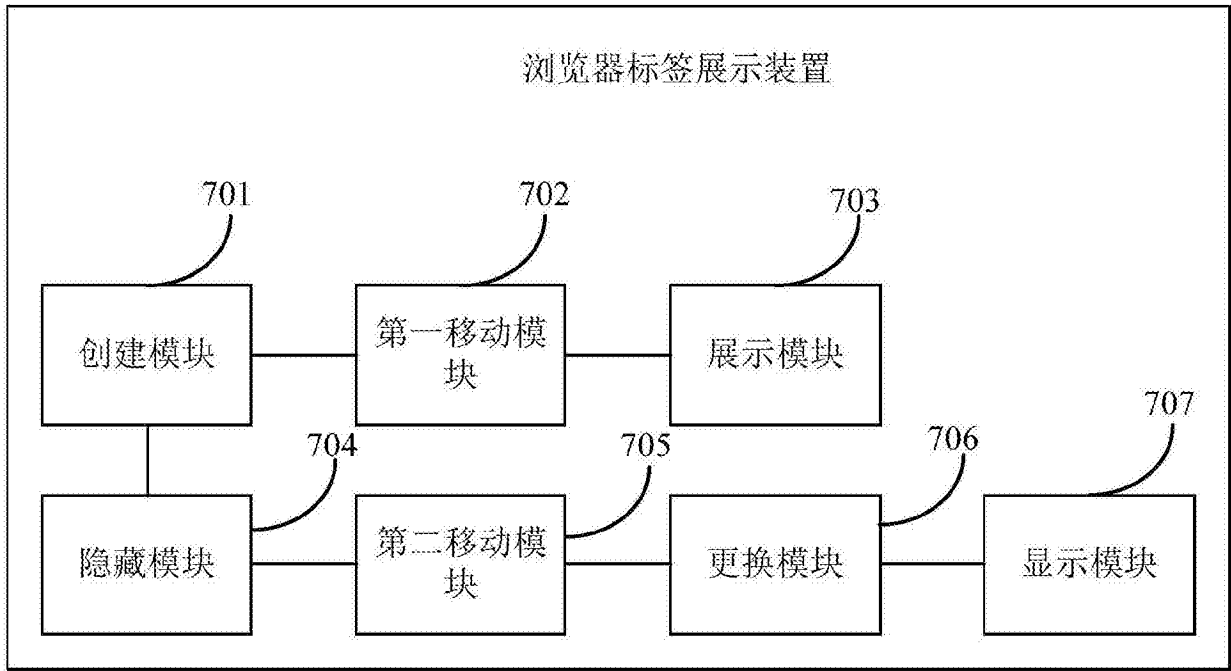 浏览器标签展示装置
701
702
703
创建模块
第一移动模
块
展示模块
704
705
706
707
隐藏模块
第二移动模
块
更换模块
显示模块